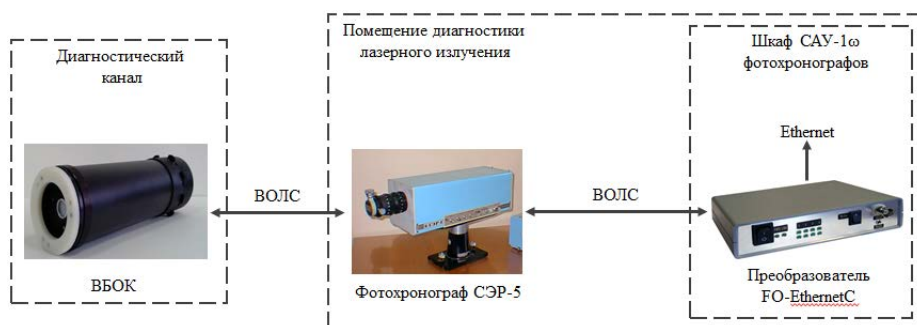 Диагностический
канал
ВБОК
ВОЛС
Помещение диагностики
лазерного излучения
Фотохронограф СЭР-5
ВОЛС
Шкаф САУ-1ω
фотохронографов
Ethernet
Преобразователь
FO-EthernetC